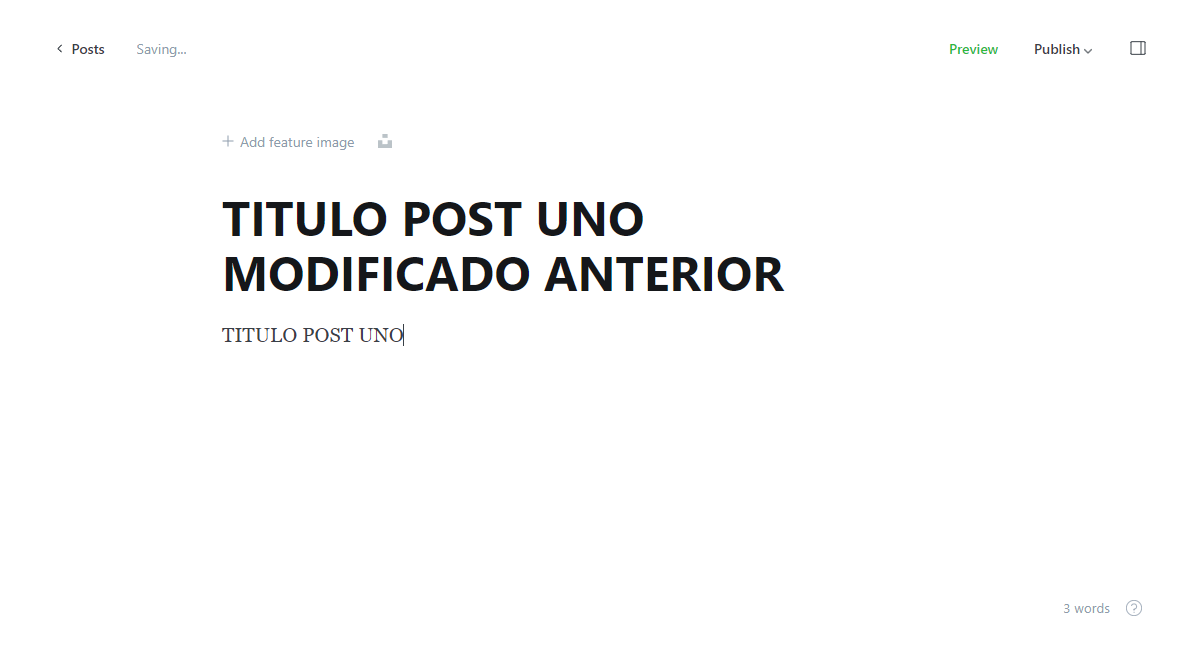 Posts
Saving...
Preview
Publish
Add feature image
TITULO POST UNO
MODIFICADO ANTERIOR
TITULO POST UNO
3 words
?